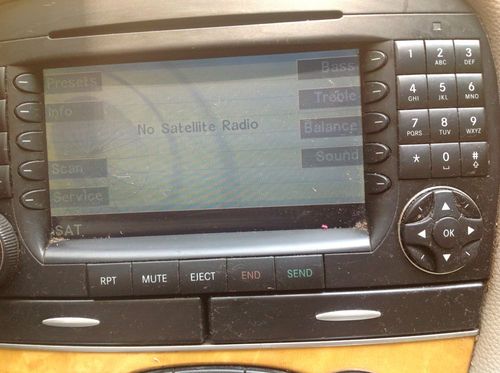 Presets
Bass
Info
Treble
No Satellite Radio
Balance
Scan
Sound
Service
SAT
1
2 ABC
3 DEF
4 GHI
5 JKL
6 MNO
7 PQRS
8 TUV
9 WXYZ
*
0
#
OK
RPT
MUTE
EJECT
END
SEND